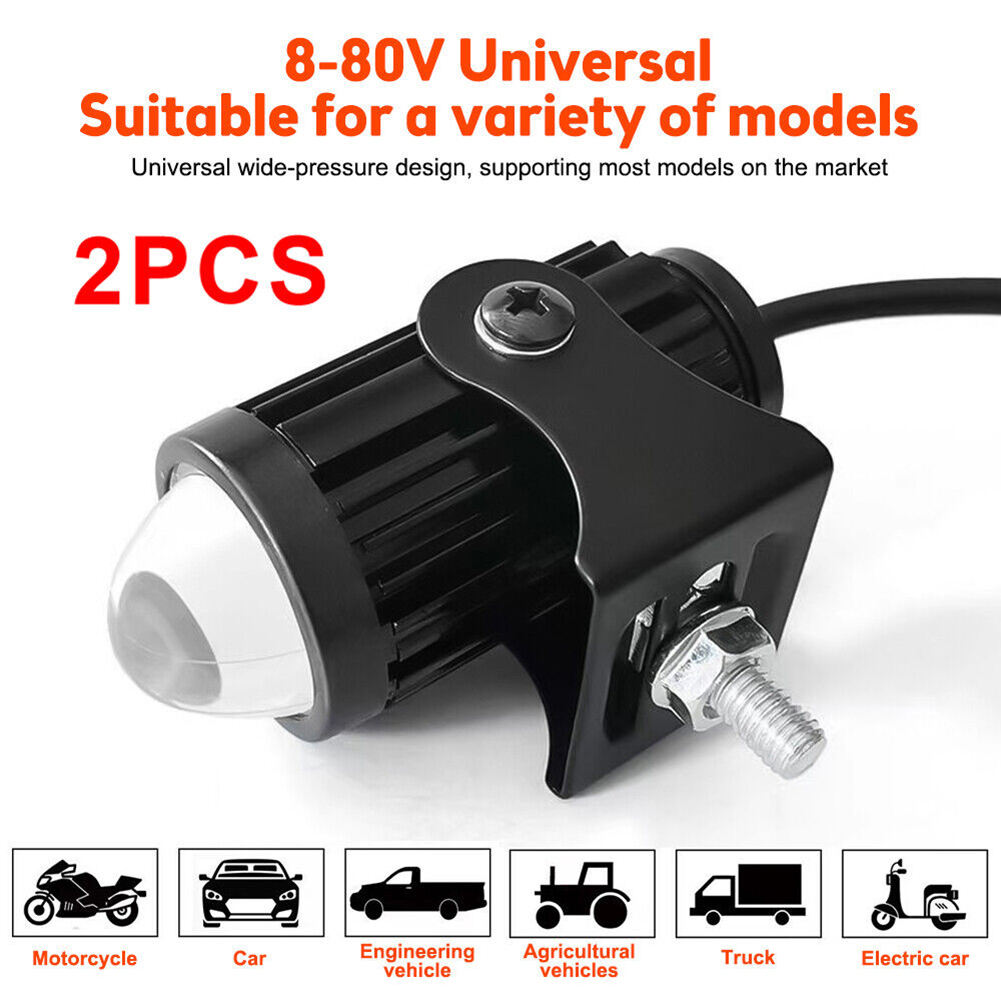 8-80V Universal
Suitable for a variety of models
Universal wide-pressure design, supporting most models on the market
2PCS
Motorcycle
Car
Engineering
vehicle
Agricultural
vehicles
Truck
Electric car